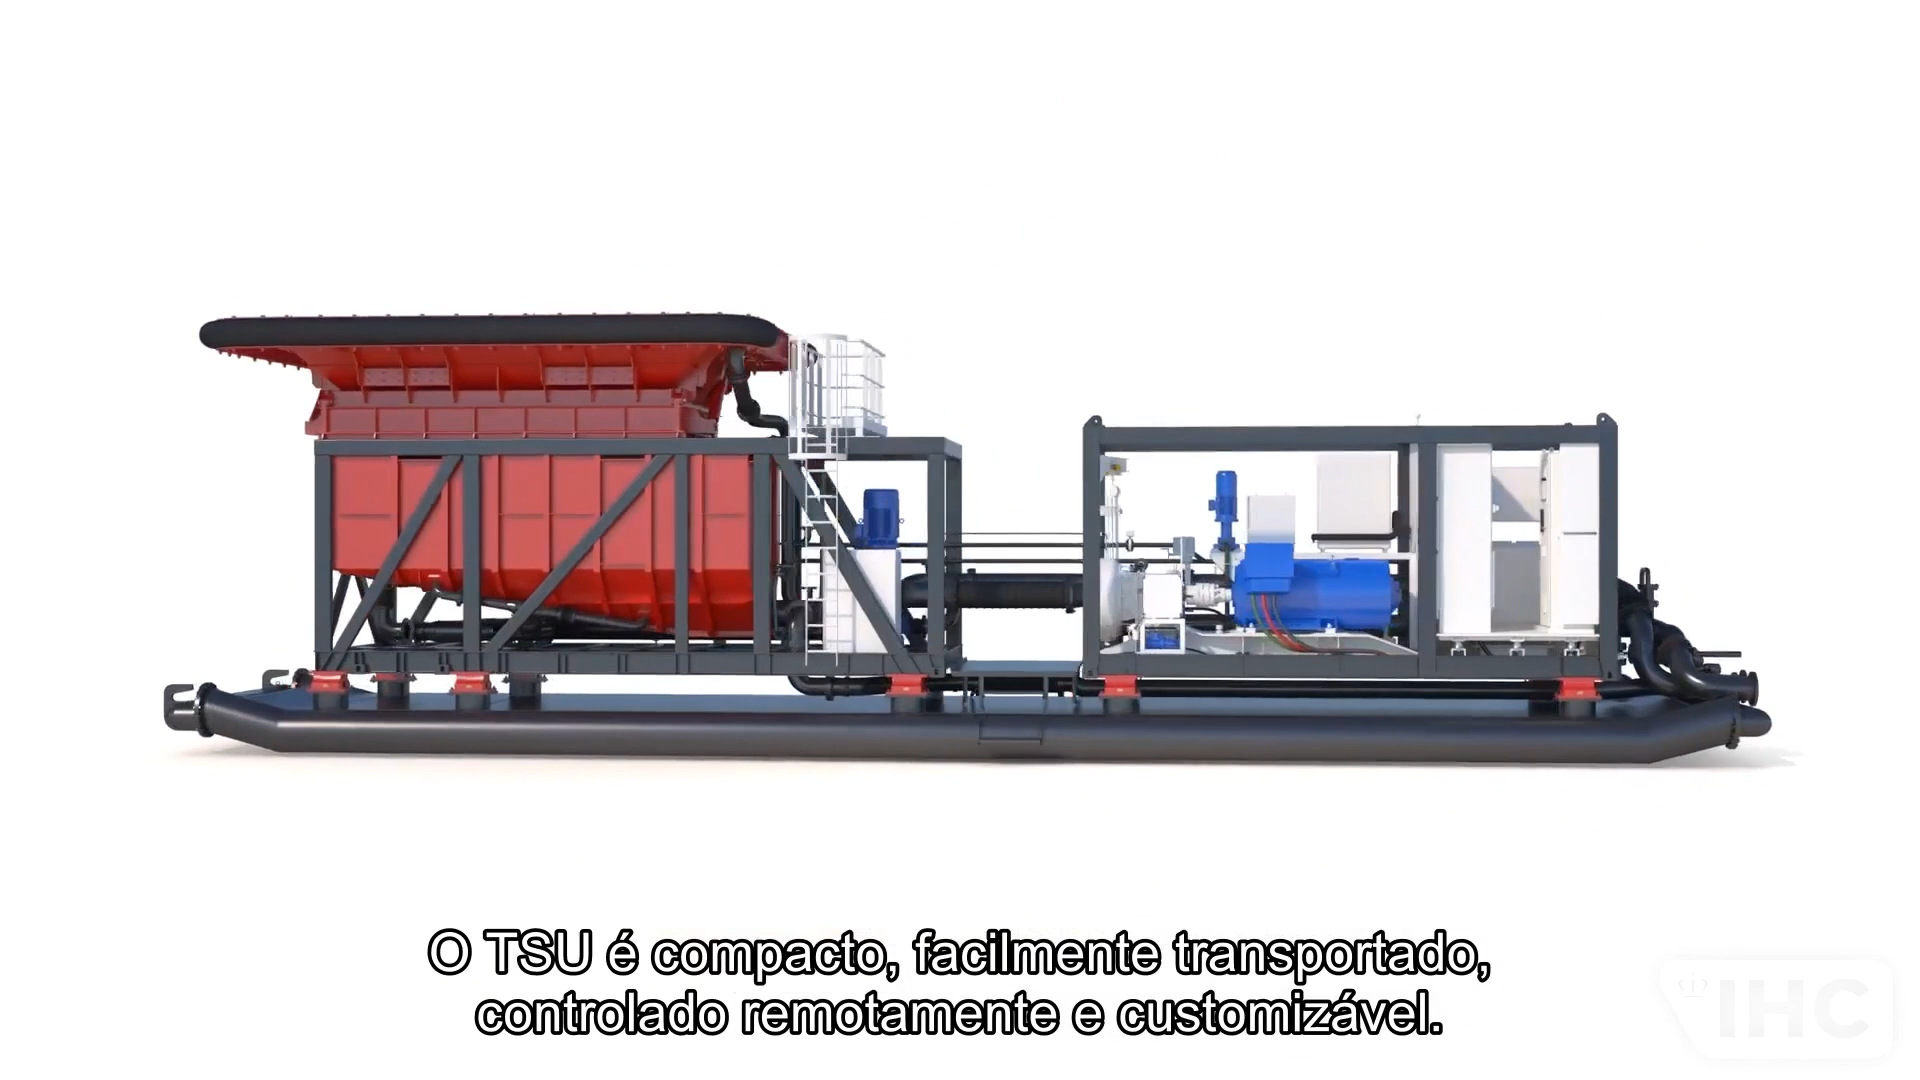 O TSU é compacto, facilmente transportado,
controlado remotamente e customizável.
IHC